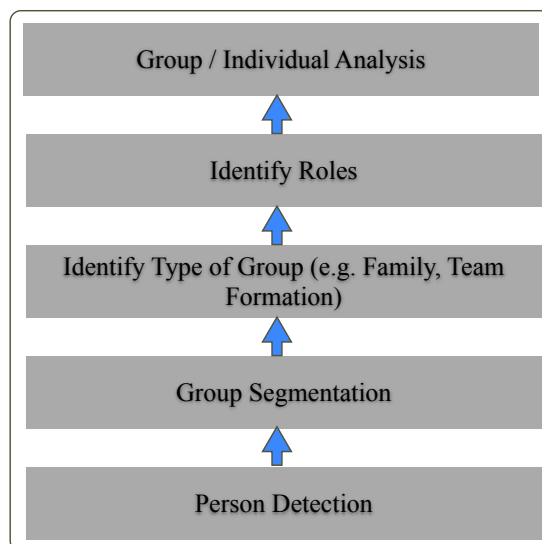 Group / Individual Analysis
Identify Roles
Identify Type of Group (e.g. Family, Team
Formation)
Group Segmentation
Person Detection